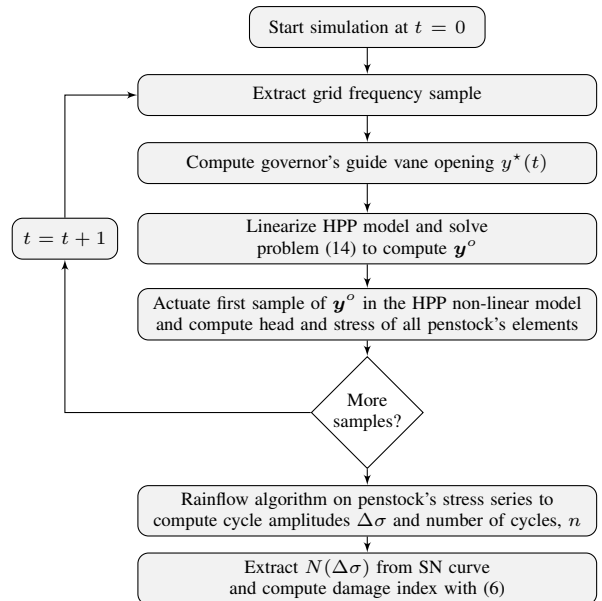 Start simulation at t = 0
Extract grid frequency sample
Compute governor's guide vane opening y⋆(t)
Linearize HPP model and solve
problem (14) to compute yᵒ
t = t + 1
Actuate first sample of yᵒ in the HPP non-linear model
and compute head and stress of all penstock's elements
More
samples?
Rainflow algorithm on penstock's stress series to
compute cycle amplitudes Δσ and number of cycles, n
Extract N(Δσ) from SN curve
and compute damage index with (6)